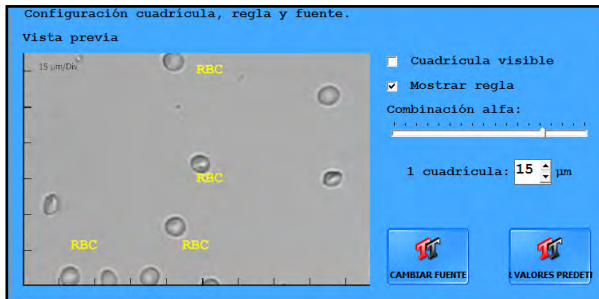 Configuración cuadrícula, regla y fuente.
Vista previa
15 µm/Div
RBC
RBC
RBC
RBC
Cuadrícula visible
Mostrar regla
Combinación alfa:
1 cuadrícula: 15 µm
CAMBIAR FUENTE
VALORES